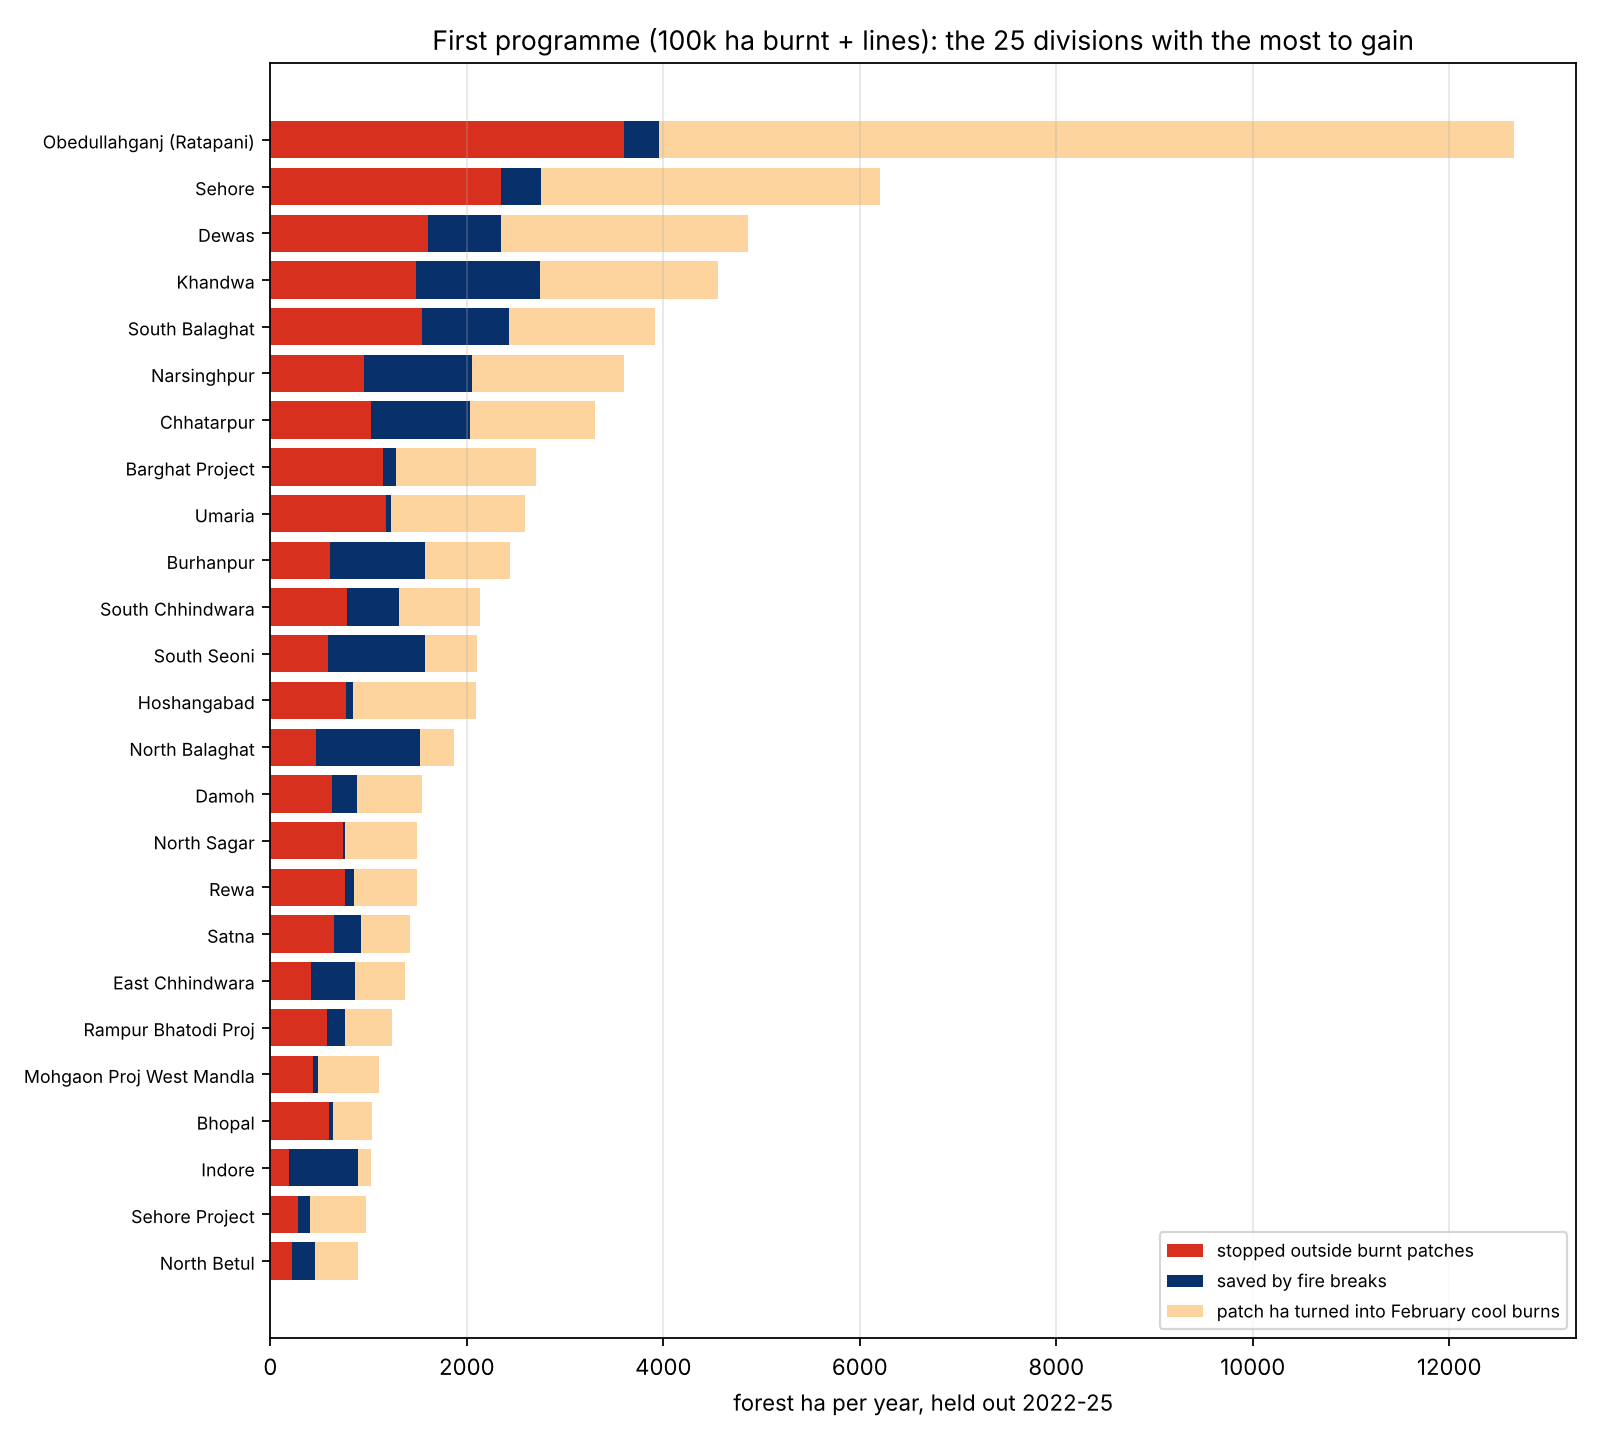 First programme (100k ha burnt + lines): the 25 divisions with the most to gain
Obedullahganj (Ratapani)
Sehore
Dewas
Khandwa
South Balaghat
Narsinghpur
Chhatarpur
Barghat Project
Umaria
Burhanpur
South Chhindwara
South Seoni
Hoshangabad
North Balaghat
Damoh
North Sagar
Rewa
Satna
East Chhindwara
Rampur Bhatodi Proj
Mohgaon Proj West Mandla
Bhopal
Indore
Sehore Project
North Betul
stopped outside burnt patches
saved by fire breaks
patch ha turned into February cool burns
0 2000 4000 6000 8000 10000 12000
forest ha per year, held out 2022-25